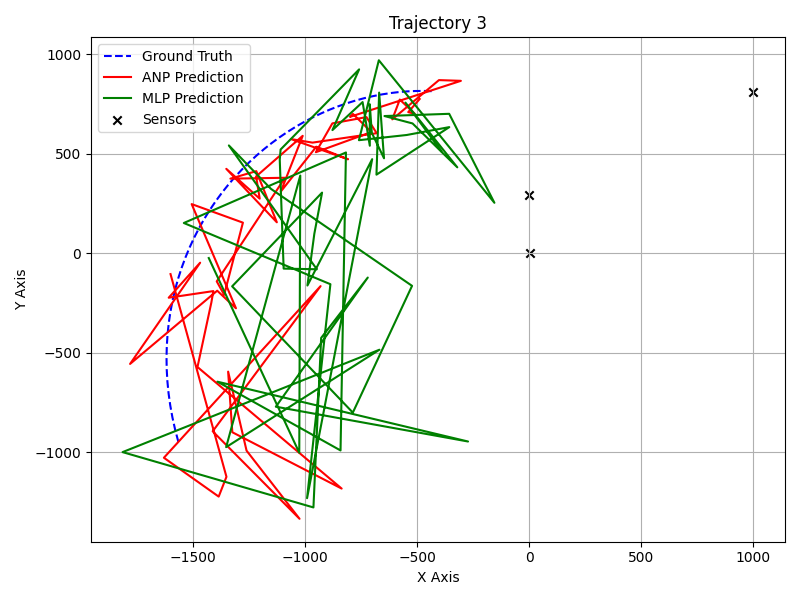 Trajectory 3
Ground Truth
ANP Prediction
MLP Prediction
Sensors
Y Axis
1000
500
0
−500
−1000
−1500
−1000
−500
0
500
1000
X Axis